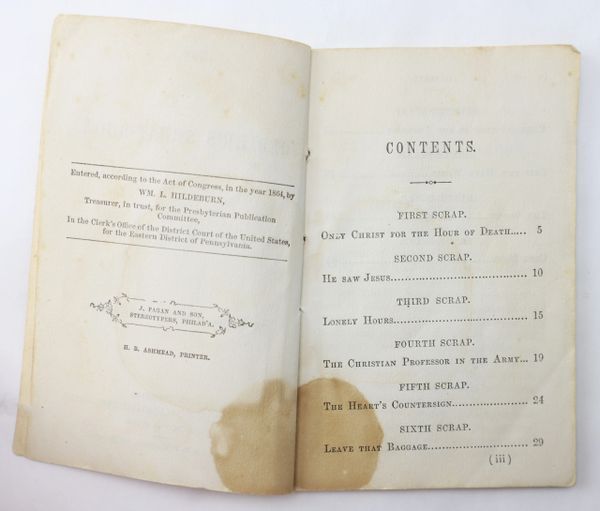 Entered, according to the Act of Congress, in the year 1864, by
WM. L. HILDEBURN,
Treasurer, in trust, for the Presbyterian Publication
Committee,
In the Clerk's Office of the District Court of the United States,
for the Eastern District of Pennsylvania.
J. FAGAN AND SON,
STEREOTYPERS, PHILAD'A.
H. B. ASHMEAD, PRINTER.
CONTENTS.
FIRST SCRAP.
ONLY CHRIST FOR THE HOUR OF DEATH..... 5
SECOND SCRAP.
HE SAW JESUS........................................ 10
THIRD SCRAP.
LONELY HOURS....................................... 15
FOURTH SCRAP.
THE CHRISTIAN PROFESSOR IN THE ARMY... 19
FIFTH SCRAP.
THE HEART'S COUNTERSIGN...................... 24
SIXTH SCRAP.
LEAVE THAT BAGGAGE............................ 29
(iii)